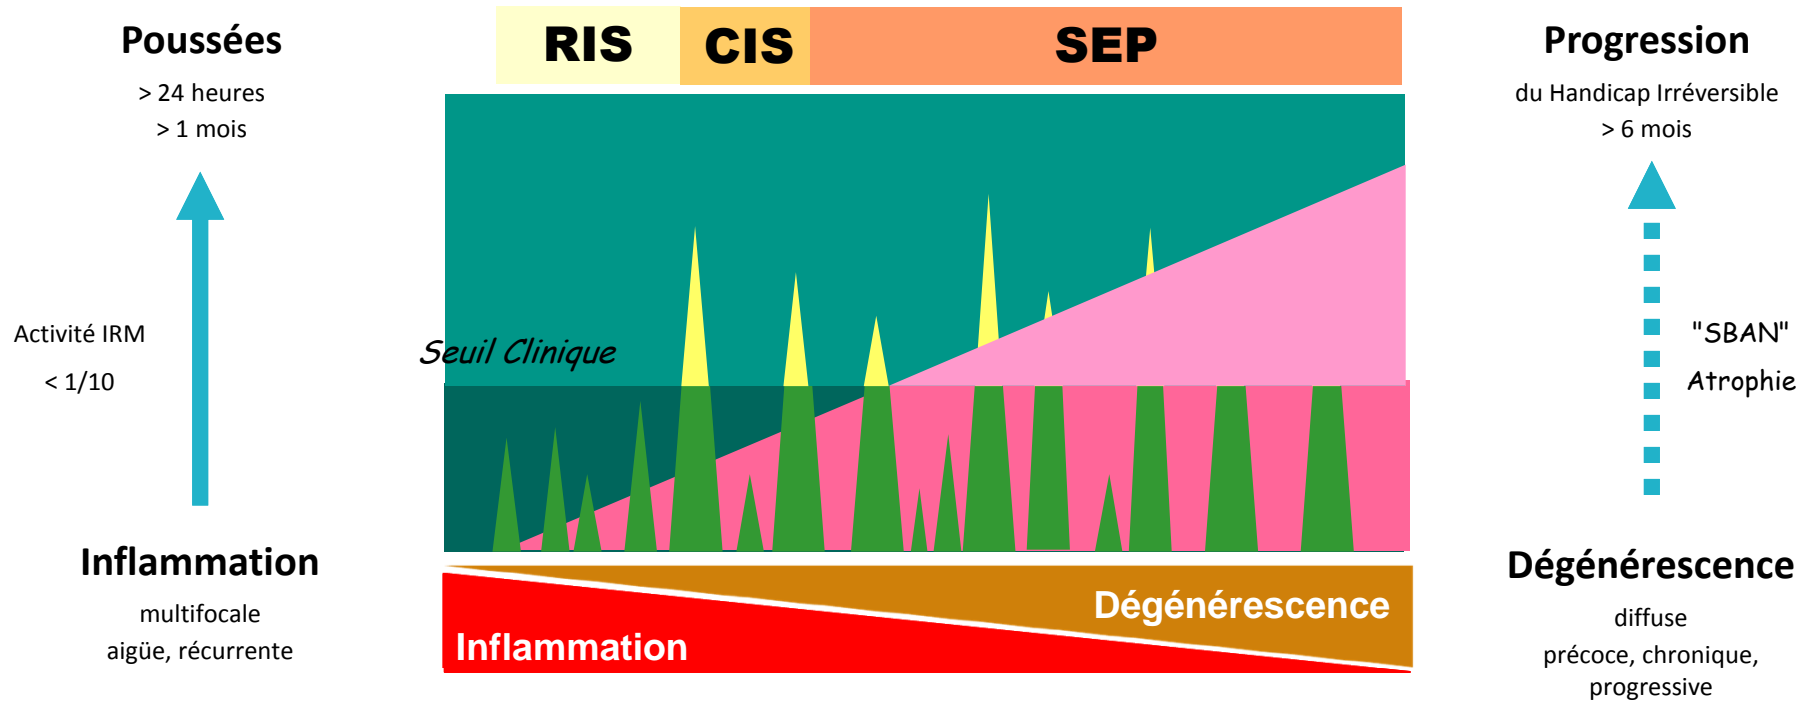 Poussées
> 24 heures
> 1 mois
Activité IRM
< 1/10
Inflammation
multifocale
aigüe, récurrente
RIS
CIS
SEP
Seuil Clinique
Dégénérescence
Inflammation
Progression
du Handicap Irréversible
> 6 mois
"SBAN"
Atrophie
Dégénérescence
diffuse
précoce, chronique,
progressive